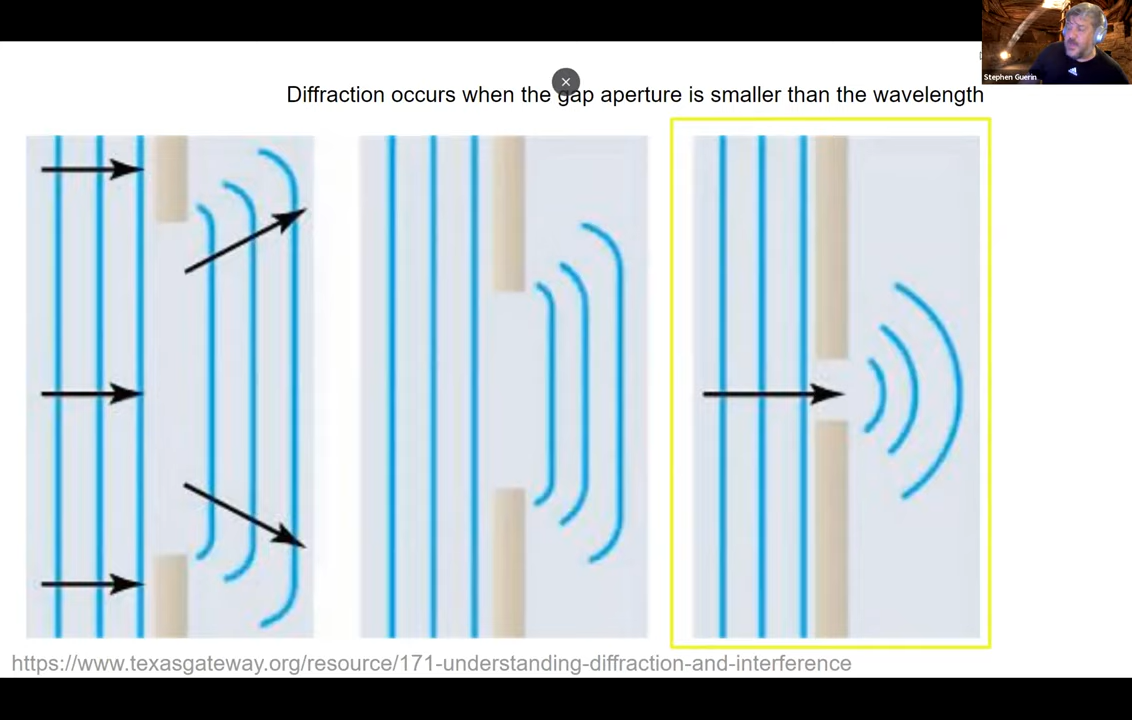 Stephen Guerin
Diffraction occurs when the gap aperture is smaller than the wavelength
https://www.texasgateway.org/resource/171-understanding-diffraction-and-interference